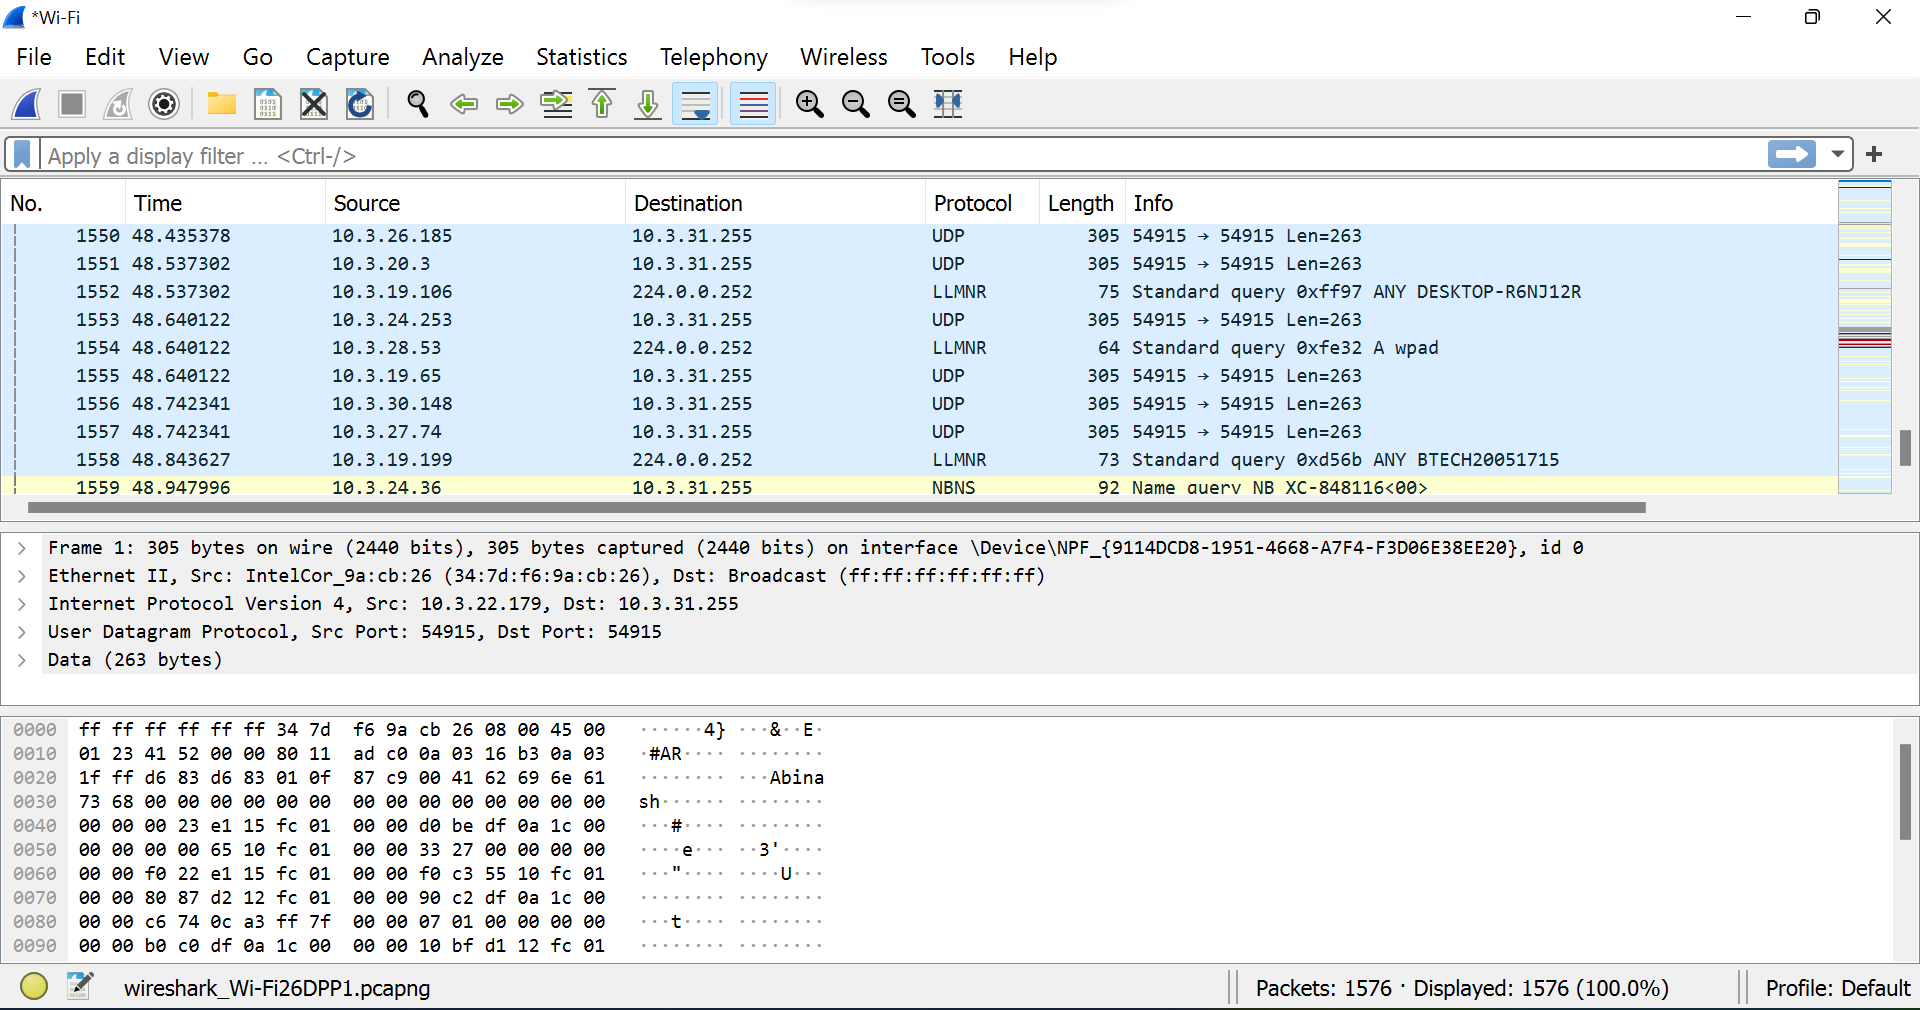 *Wi-Fi
File Edit View Go Capture Analyze Statistics Telephony Wireless Tools Help
Apply a display filter ... <Ctrl-/>
No. Time Source Destination Protocol Length Info
1550 48.435378 10.3.26.185 10.3.31.255 UDP 305 54915 → 54915 Len=263
1551 48.537302 10.3.20.3 10.3.31.255 UDP 305 54915 → 54915 Len=263
1552 48.537302 10.3.19.106 224.0.0.252 LLMNR 75 Standard query 0xff97 ANY DESKTOP-R6NJ12R
1553 48.640122 10.3.24.253 10.3.31.255 UDP 305 54915 → 54915 Len=263
1554 48.640122 10.3.28.53 224.0.0.252 LLMNR 64 Standard query 0xfe32 A wpad
1555 48.640122 10.3.19.65 10.3.31.255 UDP 305 54915 → 54915 Len=263
1556 48.742341 10.3.30.148 10.3.31.255 UDP 305 54915 → 54915 Len=263
1557 48.742341 10.3.27.74 10.3.31.255 UDP 305 54915 → 54915 Len=263
1558 48.843627 10.3.19.199 224.0.0.252 LLMNR 73 Standard query 0xd56b ANY BTECH20051715
1559 48.947996 10.3.24.36 10.3.31.255 NBNS 92 Name query NB XC-848116<00>
> Frame 1: 305 bytes on wire (2440 bits), 305 bytes captured (2440 bits) on interface \Device\NPF_{9114DCD8-1951-4668-A7F4-F3D06E38EE20}, id 0
> Ethernet II, Src: IntelCor_9a:cb:26 (34:7d:f6:9a:cb:26), Dst: Broadcast (ff:ff:ff:ff:ff:ff)
> Internet Protocol Version 4, Src: 10.3.22.179, Dst: 10.3.31.255
> User Datagram Protocol, Src Port: 54915, Dst Port: 54915
> Data (263 bytes)
0000 ff ff ff ff ff ff 34 7d f6 9a cb 26 08 00 45 00 ······4} ···&··E·
0010 01 23 41 52 00 00 80 11 ad c0 0a 03 16 b3 0a 03 ·#AR···· ········
0020 1f ff d6 83 d6 83 01 0f 87 c9 00 41 62 69 6e 61 ········ ···Abina
0030 73 68 00 00 00 00 00 00 00 00 00 00 00 00 00 00 sh······ ········
0040 00 00 00 23 e1 15 fc 01 00 00 d0 be df 0a 1c 00 ···#···· ········
0050 00 00 00 00 65 10 fc 01 00 00 33 27 00 00 00 00 ····e··· ··3'····
0060 00 00 f0 22 e1 15 fc 01 00 00 f0 c3 55 10 fc 01 ···"···· ····U···
0070 00 00 80 87 d2 12 fc 01 00 00 90 c2 df 0a 1c 00 ········ ········
0080 00 00 c6 74 0c a3 ff 7f 00 00 07 01 00 00 00 00 ···t···· ········
0090 00 00 b0 c0 df 0a 1c 00 00 00 10 bf d1 12 fc 01 ········ ········
wireshark_Wi-Fi26DPP1.pcapng Packets: 1576 · Displayed: 1576 (100.0%) Profile: Default